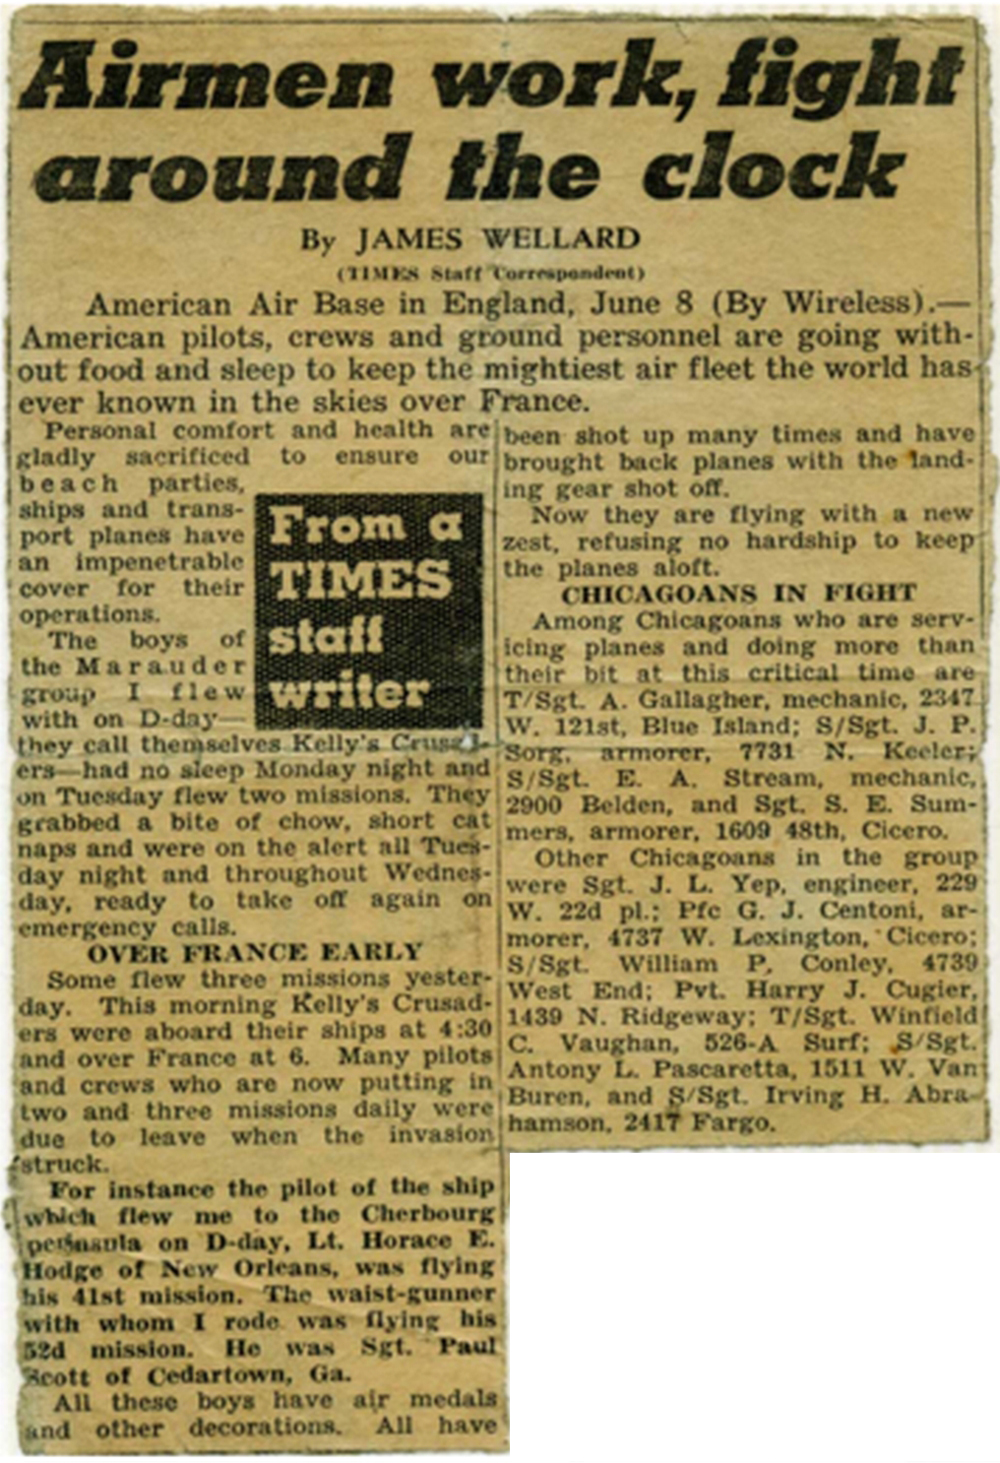 Airmen work, fight
around the clock
By JAMES WELLARD
(TIMES Staff Correspondent)
American Air Base in England, June 8 (By Wireless).—
American pilots, crews and ground personnel are going with-
out food and sleep to keep the mightiest air fleet the world has
ever known in the skies over France.
Personal comfort and health are
gladly sacrificed to ensure our
beach parties,
ships and trans-
port planes have
an impenetrable
cover for their
operations.
The boys of
the Marauder
group I flew
with on D-day—
From a
TIMES
staff
writer
they call themselves Kelly's Crusad-
ers—had no sleep Monday night and
on Tuesday flew two missions. They
grabbed a bite of chow, short cat
naps and were on the alert all Tues-
day night and throughout Wednes-
day, ready to take off again on
emergency calls.
OVER FRANCE EARLY
Some flew three missions yester-
day. This morning Kelly's Crusad-
ers were aboard their ships at 4:30
and over France at 6. Many pilots
and crews who are now putting in
two and three missions daily were
due to leave when the invasion
struck.
For instance the pilot of the ship
which flew me to the Cherbourg
peninsula on D-day, Lt. Horace E.
Hodge of New Orleans, was flying
his 41st mission. The waist-gunner
with whom I rode was flying his
52d mission. He was Sgt. Paul
Scott of Cedartown, Ga.
All these boys have air medals
and other decorations. All have
been shot up many times and have
brought back planes with the land-
ing gear shot off.
Now they are flying with a new
zest, refusing no hardship to keep
the planes aloft.
CHICAGOANS IN FIGHT
Among Chicagoans who are serv-
icing planes and doing more than
their bit at this critical time are
T/Sgt. A. Gallagher, mechanic, 2347
W. 121st, Blue Island; S/Sgt. J. P.
Sorg, armorer, 7731 N. Keeler;
S/Sgt. E. A. Stream, mechanic,
2900 Belden, and Sgt. S. E. Sum-
mers, armorer, 1609 48th, Cicero.
Other Chicagoans in the group
were Sgt. J. L. Yep, engineer, 229
W. 22d pl.; Pfc G. J. Centoni, ar-
morer, 4737 W. Lexington, Cicero;
S/Sgt. William P. Conley, 4739
West End; Pvt. Harry J. Cugier,
1439 N. Ridgeway; T/Sgt. Winfield
C. Vaughan, 526-A Surf; S/Sgt.
Antony L. Pascaretta, 1511 W. Van
Buren, and S/Sgt. Irving H. Abra-
hamson, 2417 Fargo.